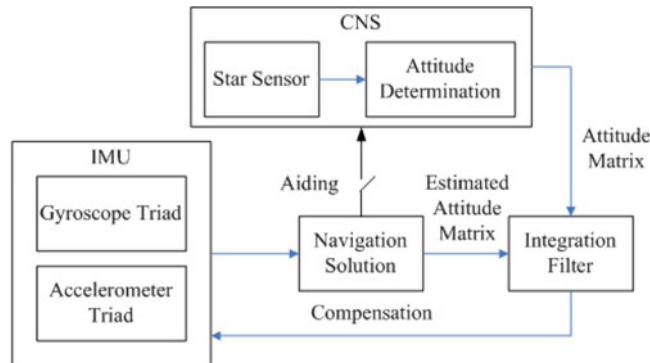 CNS
Star Sensor
Attitude
Determination
IMU
Gyroscope Triad
Accelerometer
Triad
Aiding
Navigation
Solution
Estimated
Attitude
Matrix
Attitude
Matrix
Integration
Filter
Compensation